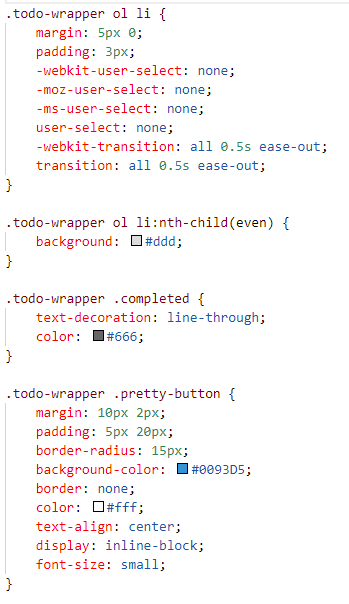 .todo-wrapper ol li {
    margin: 5px 0;
    padding: 3px;
    -webkit-user-select: none;
    -moz-user-select: none;
    -ms-user-select: none;
    user-select: none;
    -webkit-transition: all 0.5s ease-out;
    transition: all 0.5s ease-out;
}

.todo-wrapper ol li:nth-child(even) {
    background: #ddd;
}

.todo-wrapper .completed {
    text-decoration: line-through;
    color: #666;
}

.todo-wrapper .pretty-button {
    margin: 10px 2px;
    padding: 5px 20px;
    border-radius: 15px;
    background-color: #0093D5;
    border: none;
    color: #fff;
    text-align: center;
    display: inline-block;
    font-size: small;
}